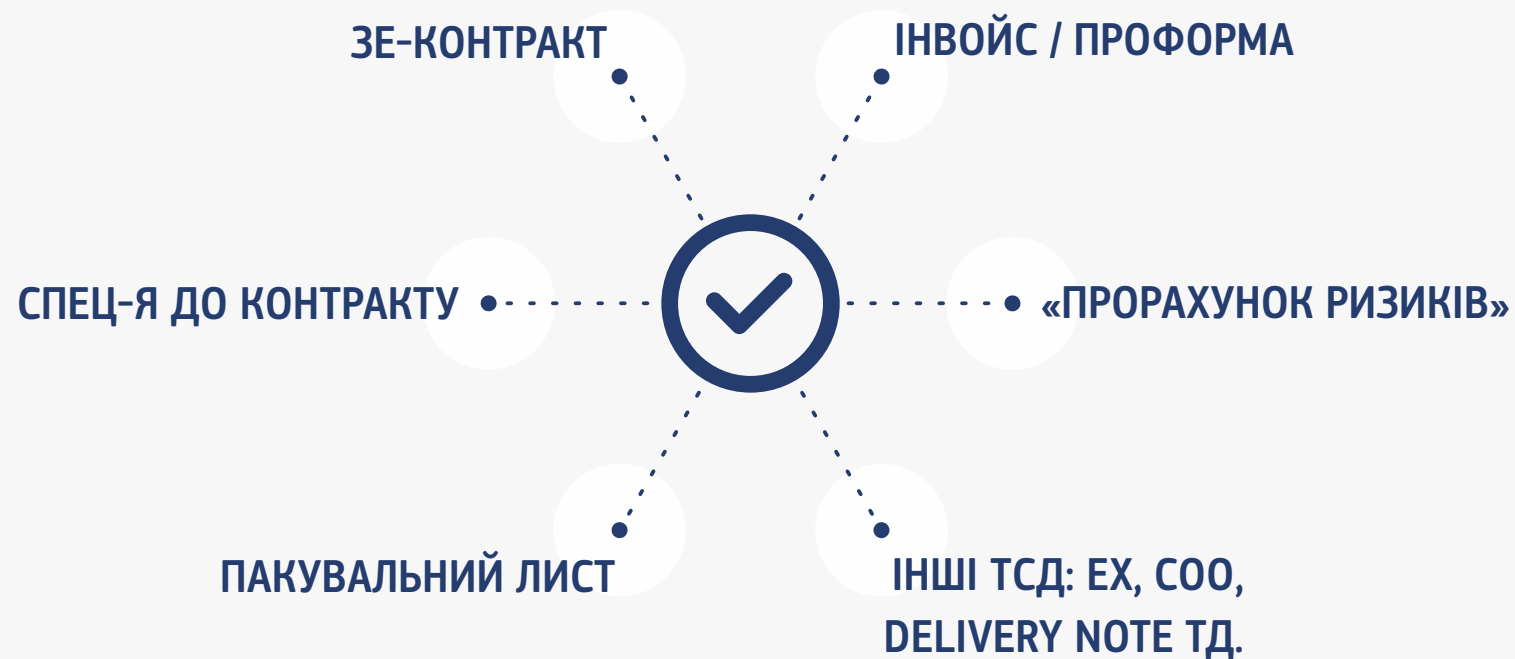 ЗЕ-КОНТРАКТ
ІНВОЙС / ПРОФОРМА
СПЕЦ-Я ДО КОНТРАКТУ
«ПРОРАХУНОК РИЗИКІВ»
ПАКУВАЛЬНИЙ ЛИСТ
ІНШІ ТСД: EX, COO,
DELIVERY NOTE ТД.